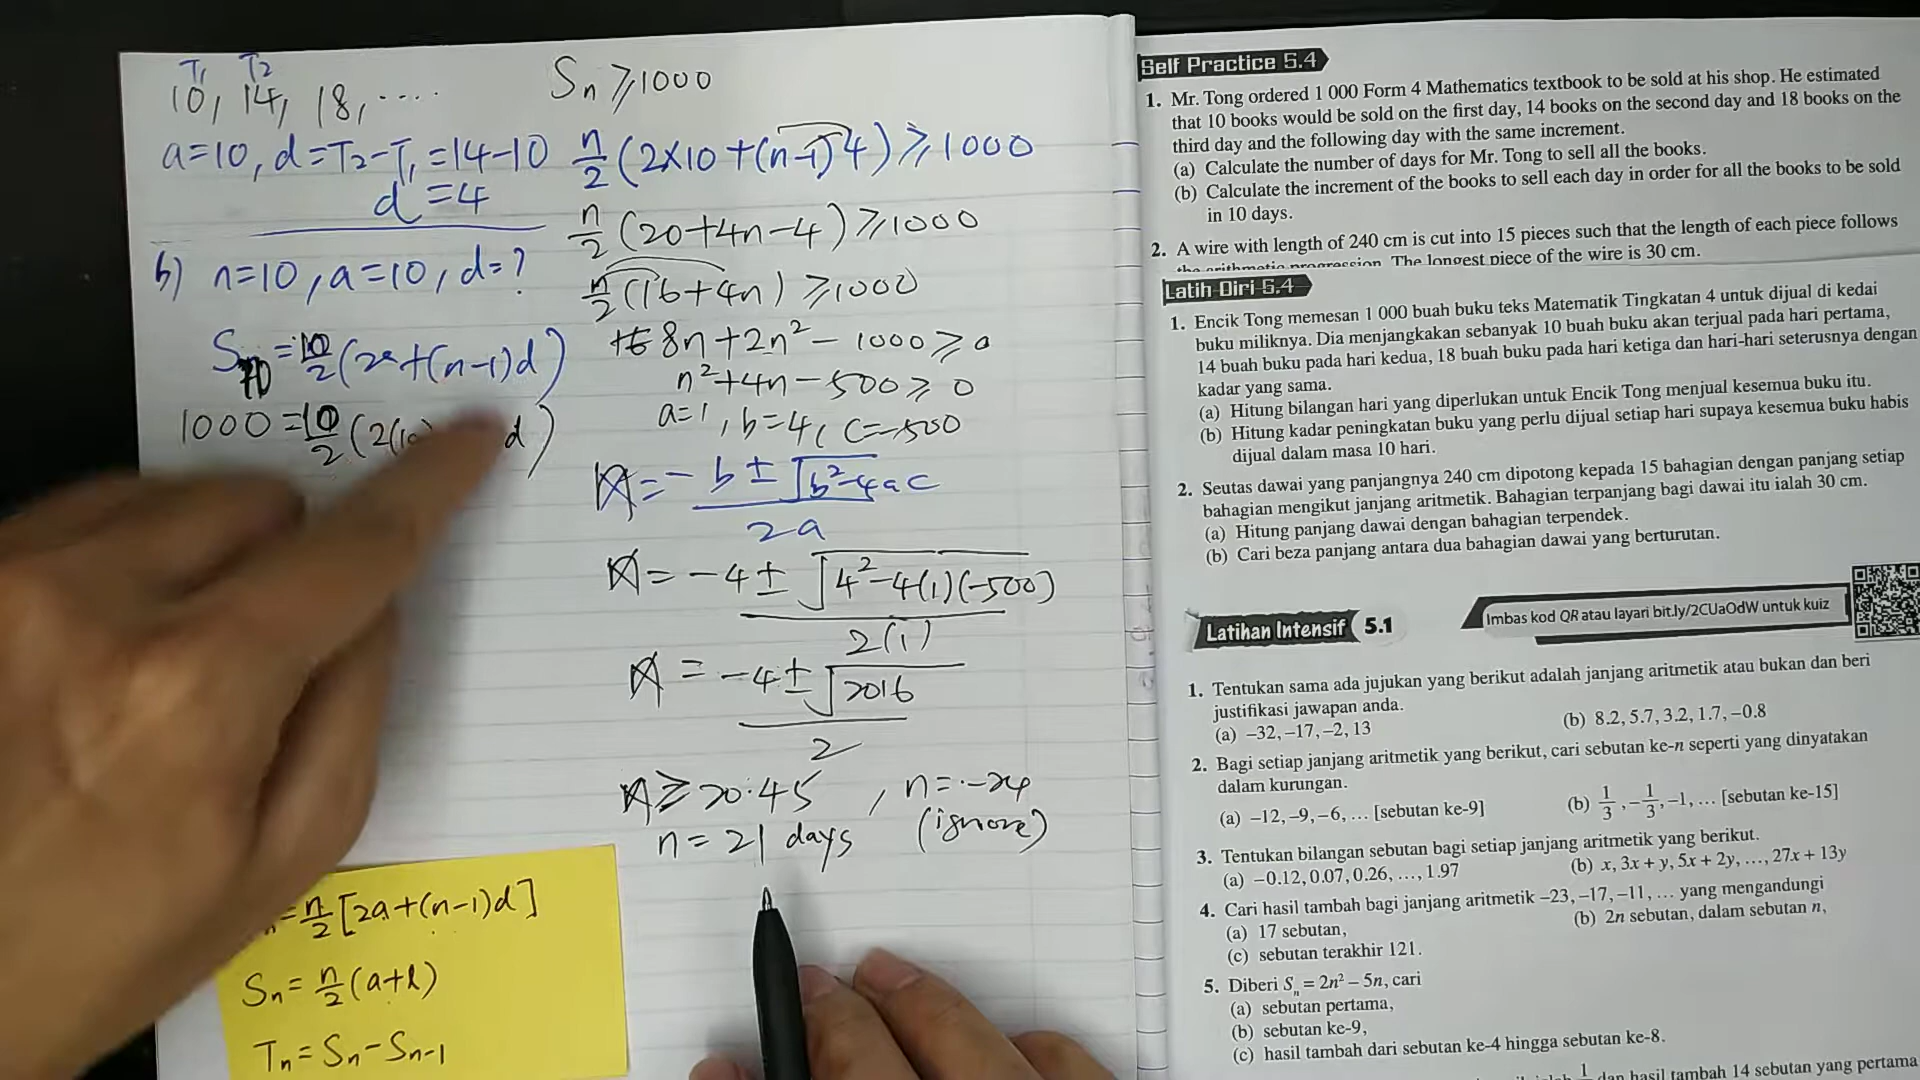 T₁ T₂
10, 14, 18, ....
a=10, d=T₂-T₁=14-10
d=4
b) n=10, a=10, d=?
= 10/2 (2a+(n-1)d)
1000 = 10/2 (2(10) d)
= n/2 [2a+(n-1)d]
Sn = n/2 (a+l)
Tn = Sn - Sn-1
Sn ≥ 1000
n/2 (2×10+(n-1)4) ≥ 1000
n/2 (20+4n-4) ≥ 1000
n/2 (16+4n) ≥ 1000
8n+2n²-1000 ≥ 0
n²+4n-500 ≥ 0
a=1, b=4, c=-500
= -b ± √b²-4ac
2a
= -4 ± √4²-4(1)(-500)
2(1)
= -4 ± √2016
2
n ≥ 20.45, n=-24
n = 21 days (ignore)
Self Practice 5.4
1. Mr. Tong ordered 1 000 Form 4 Mathematics textbook to be sold at his shop. He estimated
that 10 books would be sold on the first day, 14 books on the second day and 18 books on the
third day and the following day with the same increment.
(a) Calculate the number of days for Mr. Tong to sell all the books.
(b) Calculate the increment of the books to sell each day in order for all the books to be sold
in 10 days.
2. A wire with length of 240 cm is cut into 15 pieces such that the length of each piece follows
the arithmetic progression. The longest piece of the wire is 30 cm.
Latih Diri 5.4
1. Encik Tong memesan 1 000 buah buku teks Matematik Tingkatan 4 untuk dijual di kedai
buku miliknya. Dia menjangkakan sebanyak 10 buah buku akan terjual pada hari pertama,
14 buah buku pada hari kedua, 18 buah buku pada hari ketiga dan hari-hari seterusnya dengan
kadar yang sama.
(a) Hitung bilangan hari yang diperlukan untuk Encik Tong menjual kesemua buku itu.
(b) Hitung kadar peningkatan buku yang perlu dijual setiap hari supaya kesemua buku habis
dijual dalam masa 10 hari.
2. Seutas dawai yang panjangnya 240 cm dipotong kepada 15 bahagian dengan panjang setiap
bahagian mengikut janjang aritmetik. Bahagian terpanjang bagi dawai itu ialah 30 cm.
(a) Hitung panjang dawai dengan bahagian terpendek.
(b) Cari beza panjang antara dua bahagian dawai yang berturutan.
Latihan Intensif 5.1
Imbas kod QR atau layari bit.ly/2CUaOdW untuk kuiz
1. Tentukan sama ada jujukan yang berikut adalah janjang aritmetik atau bukan dan beri
justifikasi jawapan anda.
(a) –32, –17, –2, 13 (b) 8.2, 5.7, 3.2, 1.7, –0.8
2. Bagi setiap janjang aritmetik yang berikut, cari sebutan ke-n seperti yang dinyatakan
dalam kurungan.
(a) –12, –9, –6, … [sebutan ke-9] (b) 1/3, –1/3, –1, … [sebutan ke-15]
3. Tentukan bilangan sebutan bagi setiap janjang aritmetik yang berikut.
(a) –0.12, 0.07, 0.26, …, 1.97 (b) x, 3x + y, 5x + 2y, …, 27x + 13y
4. Cari hasil tambah bagi janjang aritmetik –23, –17, –11, … yang mengandungi
(a) 17 sebutan, (b) 2n sebutan, dalam sebutan n,
(c) sebutan terakhir 121.
5. Diberi Sn = 2n² – 5n, cari
(a) sebutan pertama,
(b) sebutan ke-9,
(c) hasil tambah dari sebutan ke-4 hingga sebutan ke-8.
dan hasil tambah 14 sebutan yang pertama